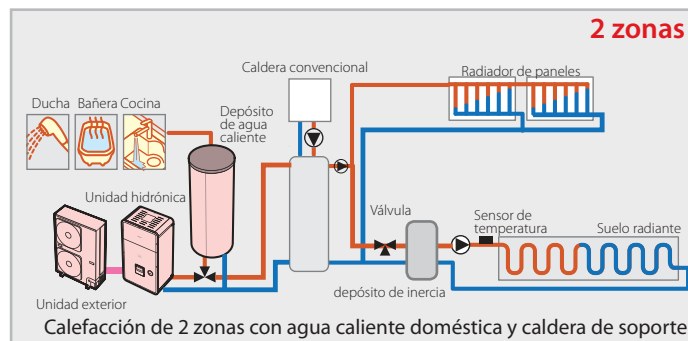 2 zonas
Caldera convencional
Radiador de paneles
Ducha
Bañera
Cocina
Depósito
de agua
caliente
Unidad hidrónica
Válvula
Sensor de
temperatura
Suelo radiante
Unidad exterior
depósito de inercia
Calefacción de 2 zonas con agua caliente doméstica y caldera de soporte